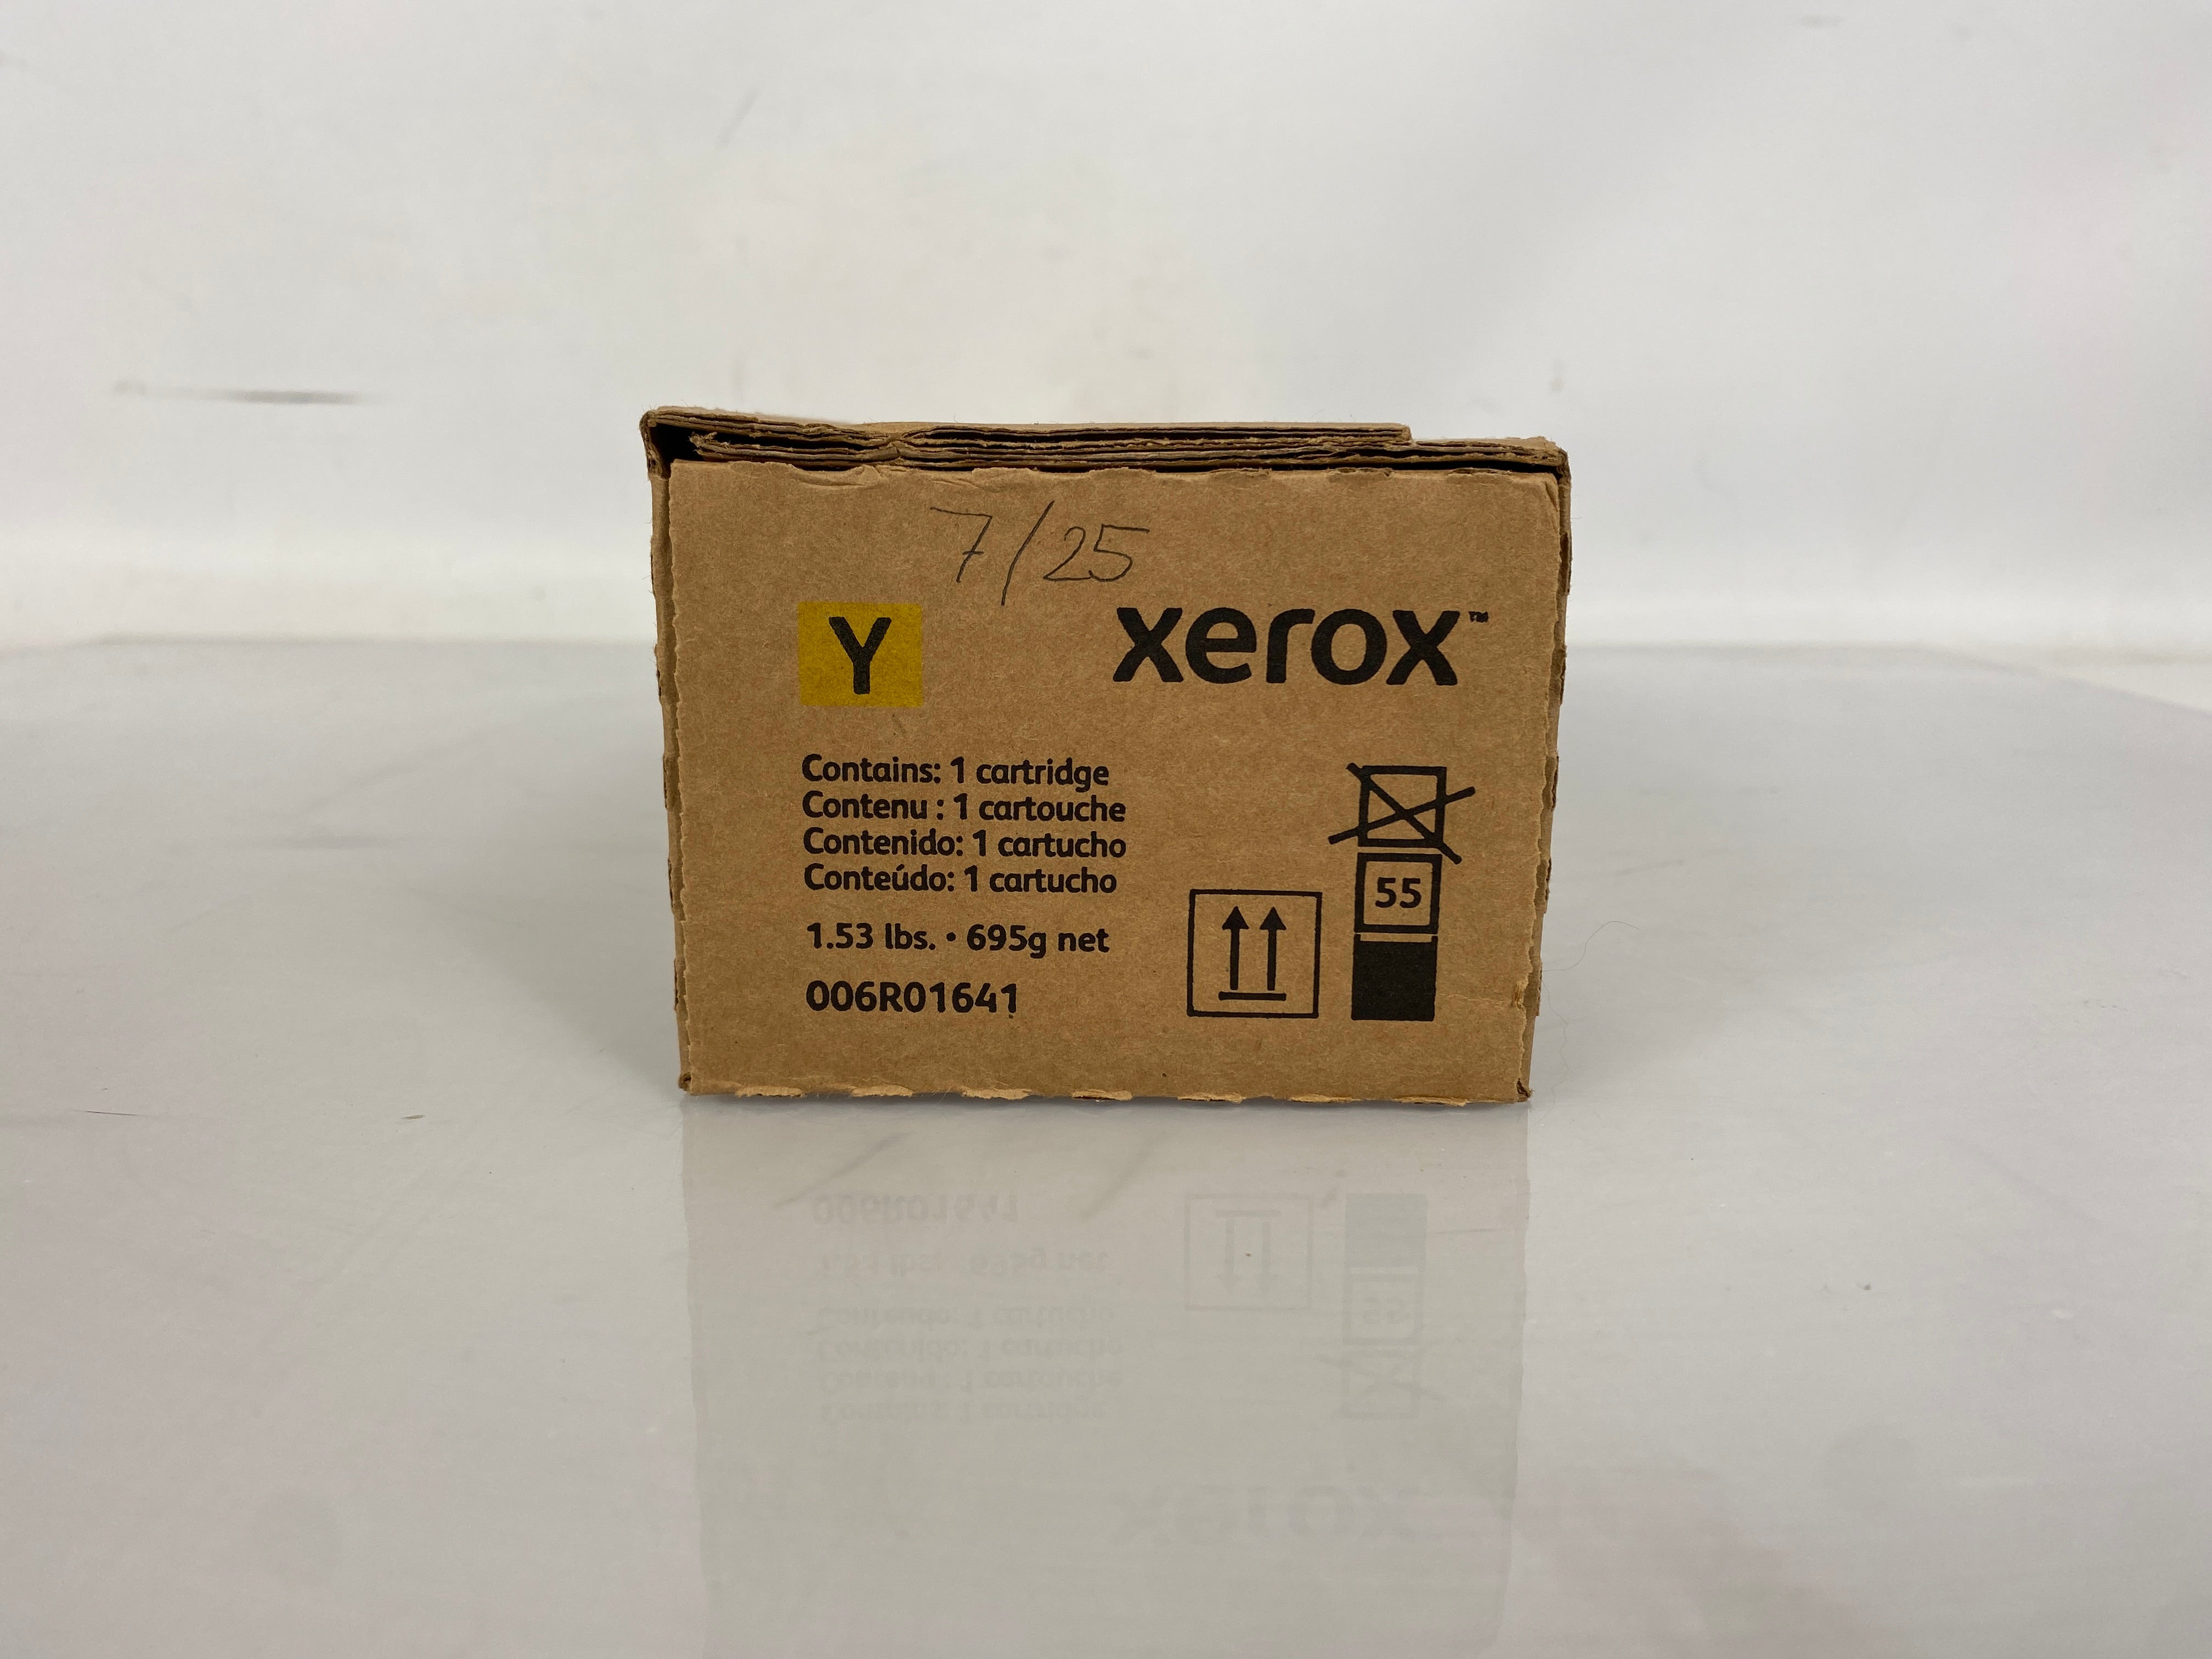 7/25
Y
xerox™
Contains: 1 cartridge
Contenu : 1 cartouche
Contenido: 1 cartucho
Conteúdo: 1 cartucho
1.53 lbs. • 695g net
006R01641
55